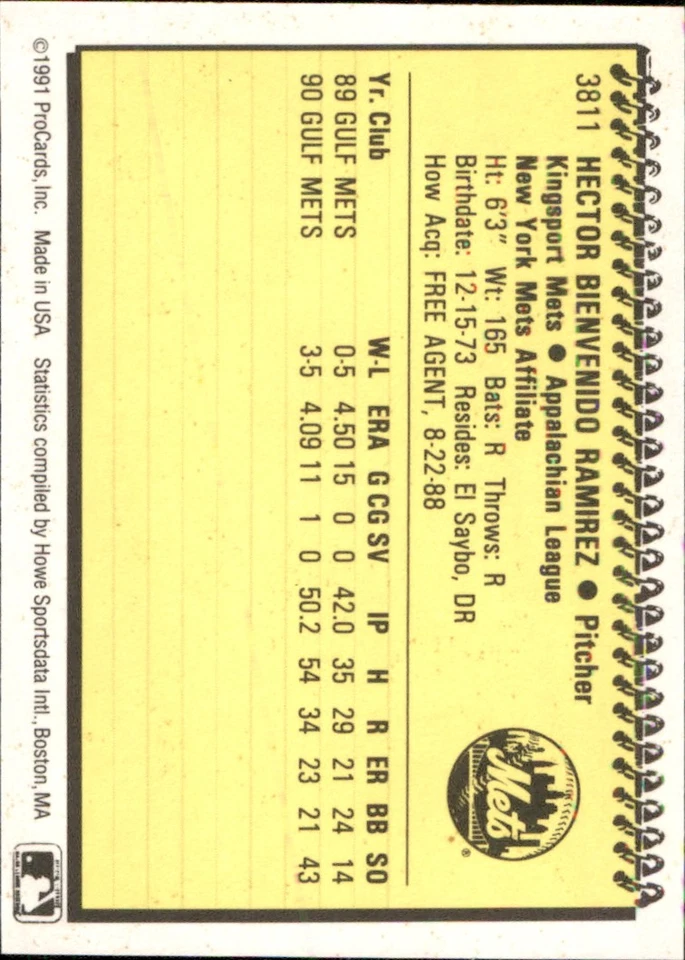 3811 HECTOR BIENVENIDO RAMIREZ ● Pitcher
Kingsport Mets ● Appalachian League
New York Mets Affiliate
Ht: 6'3" Wt: 165 Bats: R Throws: R
Birthdate: 12-15-73 Resides: El Saybo, DR
How Acq: FREE AGENT, 8-22-88
Mets ®
Yr. Club W-L ERA G CG SV IP H R ER BB SO
89 GULF METS 0-5 4.50 15 0 0 42.0 35 29 21 24 14
90 GULF METS 3-5 4.09 11 1 0 50.2 54 34 23 21 43
©1991 ProCards, Inc. Made in USA Statistics compiled by Howe Sportsdata Intl., Boston, MA